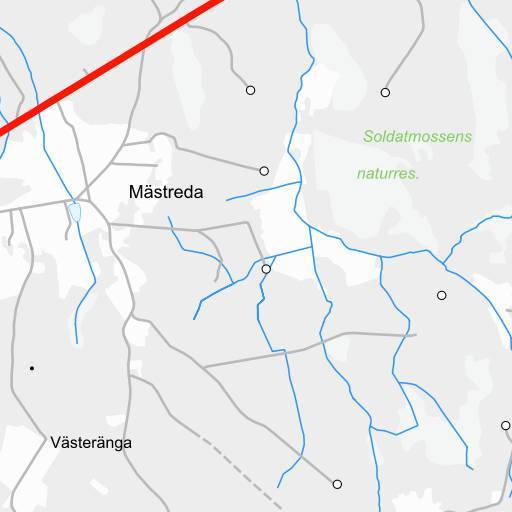 Soldatmossens
naturres.
Mästreda
Västeränga